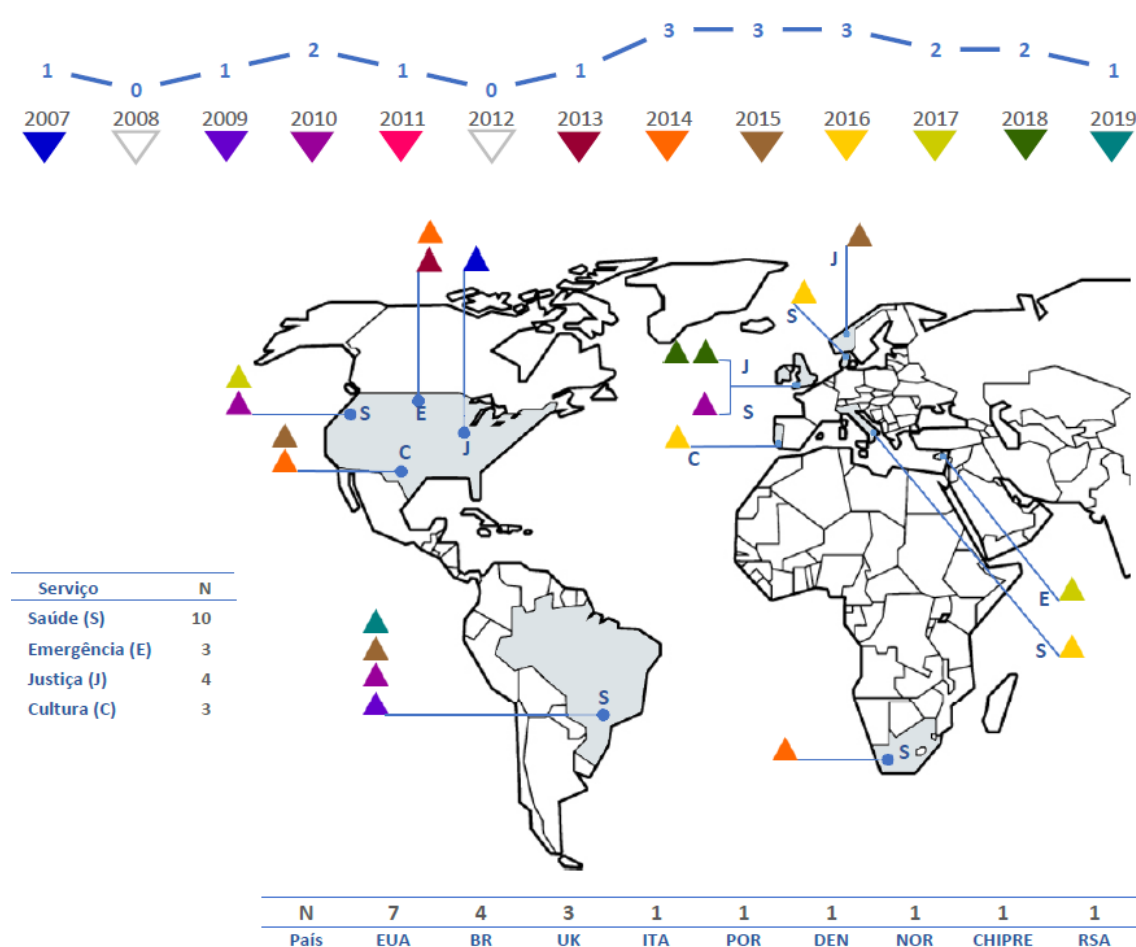 1 0 1 2 1 0 1 3 3 3 2 2 1
2007 2008 2009 2010 2011 2012 2013 2014 2015 2016 2017 2018 2019
J
S
J
S
S
E
J
C
C
E
S
S
S
Serviço N
Saúde (S) 10
Emergência (E) 3
Justiça (J) 4
Cultura (C) 3
N 7 4 3 1 1 1 1 1 1
País EUA BR UK ITA POR DEN NOR CHIPRE RSA